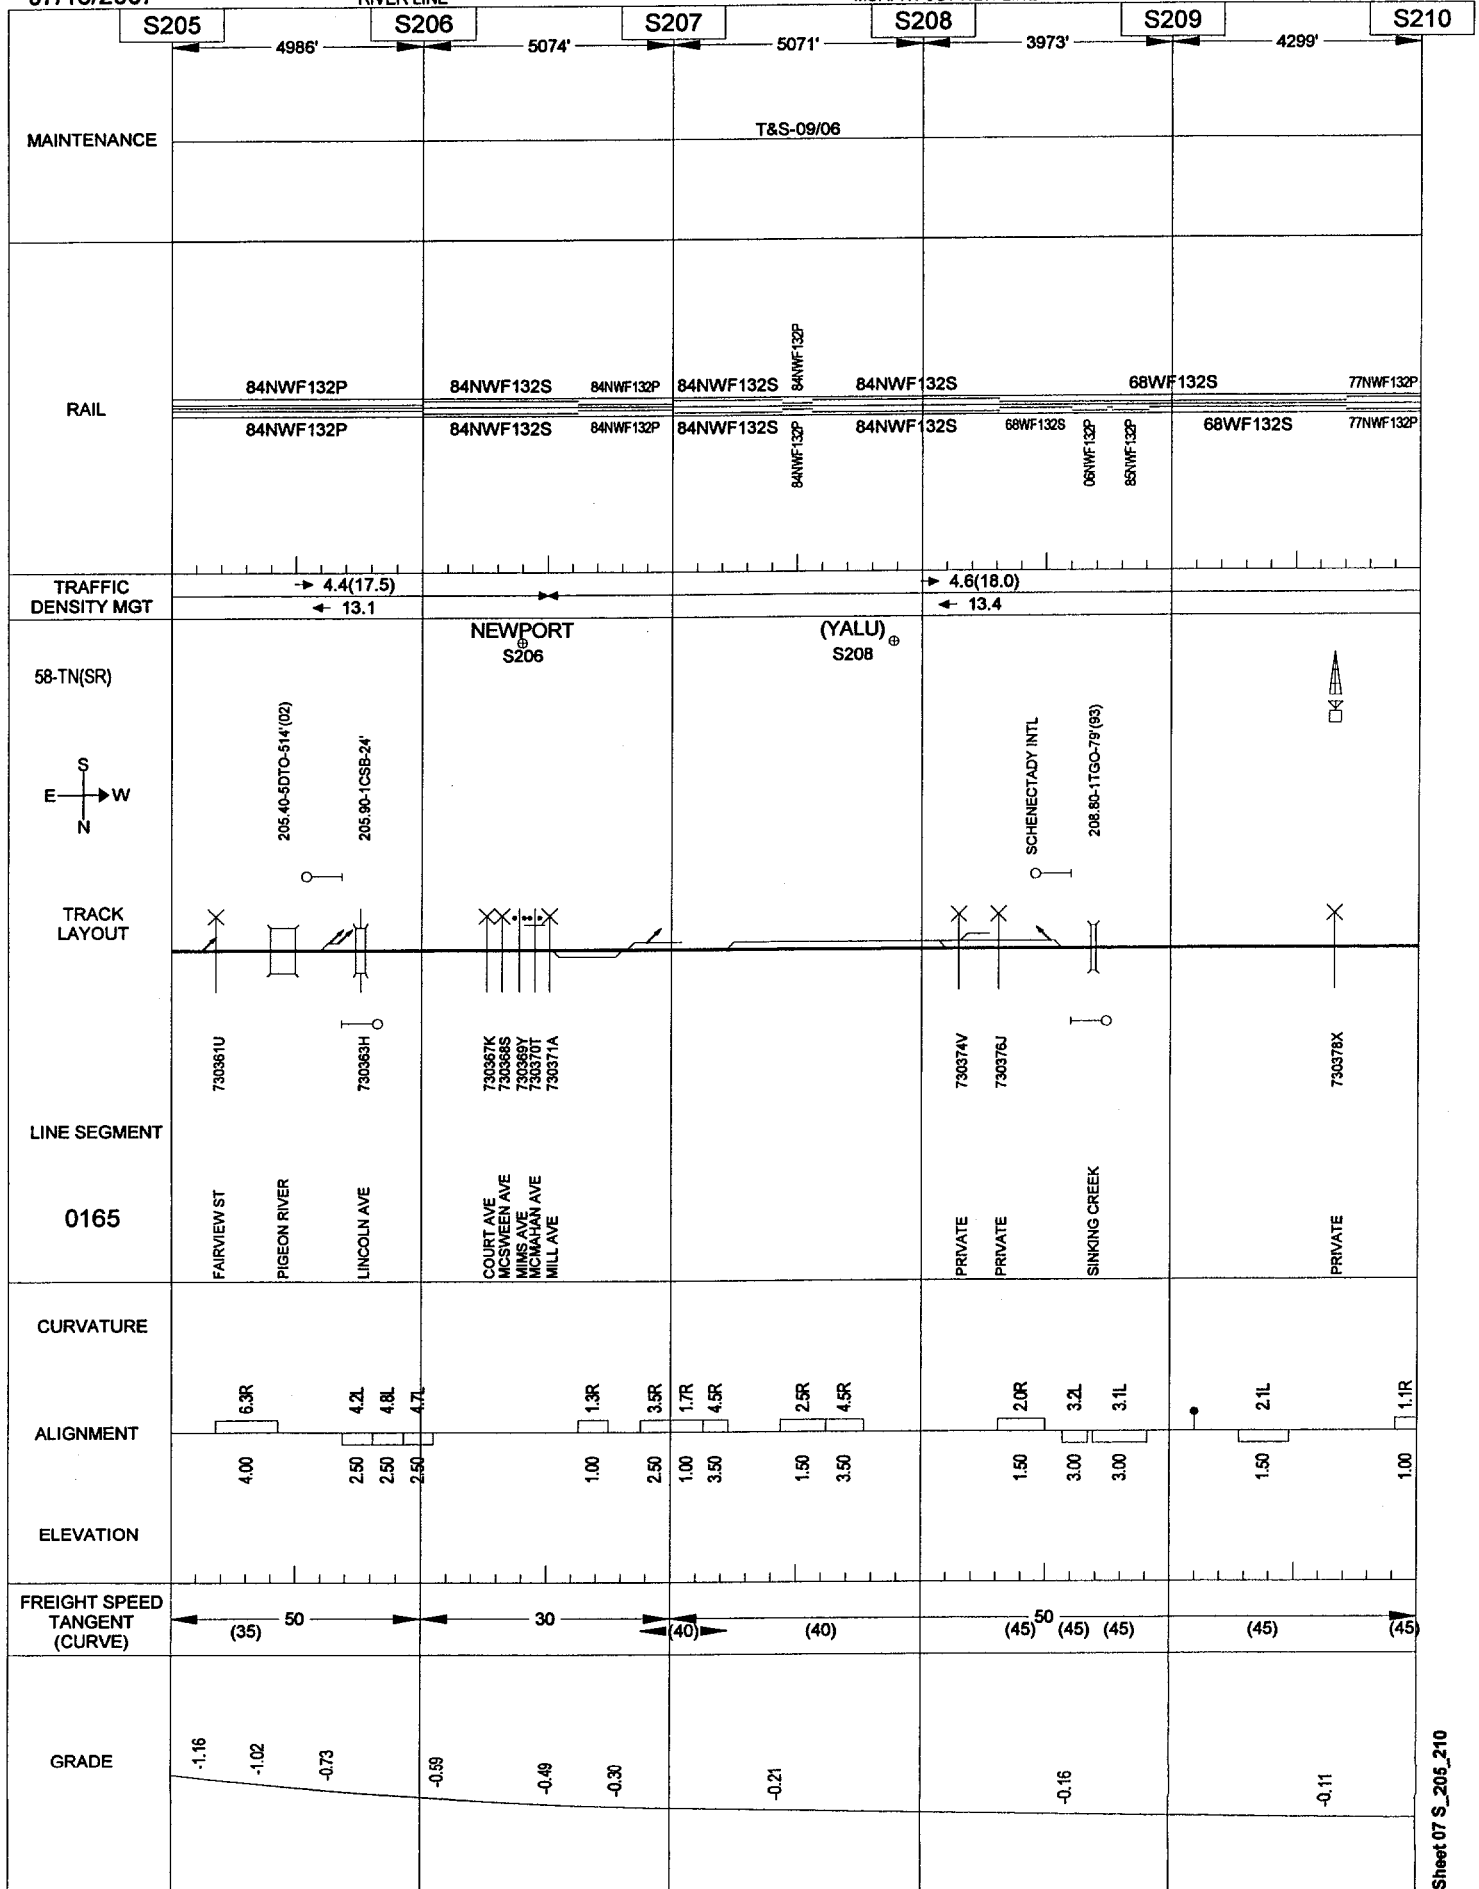 S205 S206 S207 S208 S209 S210
4986' 5074' 5071' 3973' 4299'
MAINTENANCE
T&S-09/06
RAIL
84NWF132P 84NWF132S 84NWF132P 84NWF132S 84NWF132P 84NWF132S 68WF132S 77NWF132P
84NWF132P 84NWF132S 84NWF132P 84NWF132S 84NWF132P 84NWF132S 68WF132S 06NWF132P 85NWF132P 68WF132S 77NWF132P
TRAFFIC
DENSITY MGT
4.4(17.5) 4.6(18.0)
13.1 13.4
NEWPORT (YALU)
S206 S208
58-TN(SR)
S
E W
N
205.40-5DTO-514'(02)
205.90-1CSB-24'
SCHENECTADY INTL
208.80-1TGO-79'(93)
TRACK
LAYOUT
730361U
730363H
730367K
730368S
730369Y
730370T
730371A
730374V
730376J
730378X
LINE SEGMENT
0165
FAIRVIEW ST
PIGEON RIVER
LINCOLN AVE
COURT AVE
MCSWEEN AVE
MIMS AVE
MCMAHAN AVE
MILL AVE
PRIVATE
PRIVATE
SINKING CREEK
PRIVATE
CURVATURE
6.3R 4.2L 4.8L 4.7L 1.3R 3.5R 1.7R 4.5R 2.5R 4.5R 2.0R 3.2L 3.1L 2.1L 1.1R
ALIGNMENT
4.00 2.50 2.50 2.50 1.00 2.50 1.00 3.50 1.50 3.50 1.50 3.00 3.00 1.50 1.00
ELEVATION
FREIGHT SPEED
TANGENT
(CURVE)
50 30 50
(35) (40) (40) (45) (45) (45) (45) (45)
GRADE
-1.16 -1.02 -0.73 -0.59 -0.49 -0.30 -0.21 -0.16 -0.11
Sheet 07 S_205_210